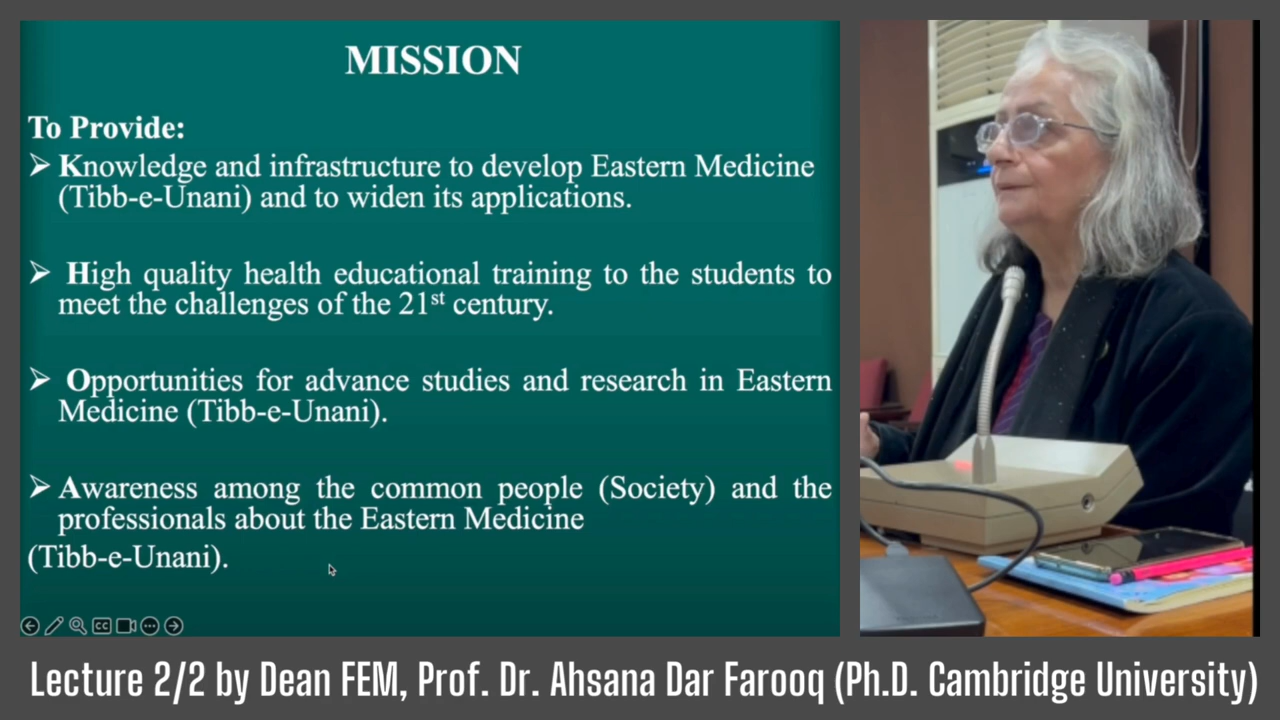 MISSION
To Provide:
➢ Knowledge and infrastructure to develop Eastern Medicine
(Tibb-e-Unani) and to widen its applications.
➢ High quality health educational training to the students to
meet the challenges of the 21st century.
➢ Opportunities for advance studies and research in Eastern
Medicine (Tibb-e-Unani).
➢ Awareness among the common people (Society) and the
professionals about the Eastern Medicine
(Tibb-e-Unani).
CC
Lecture 2/2 by Dean FEM, Prof. Dr. Ahsana Dar Farooq (Ph.D. Cambridge University)